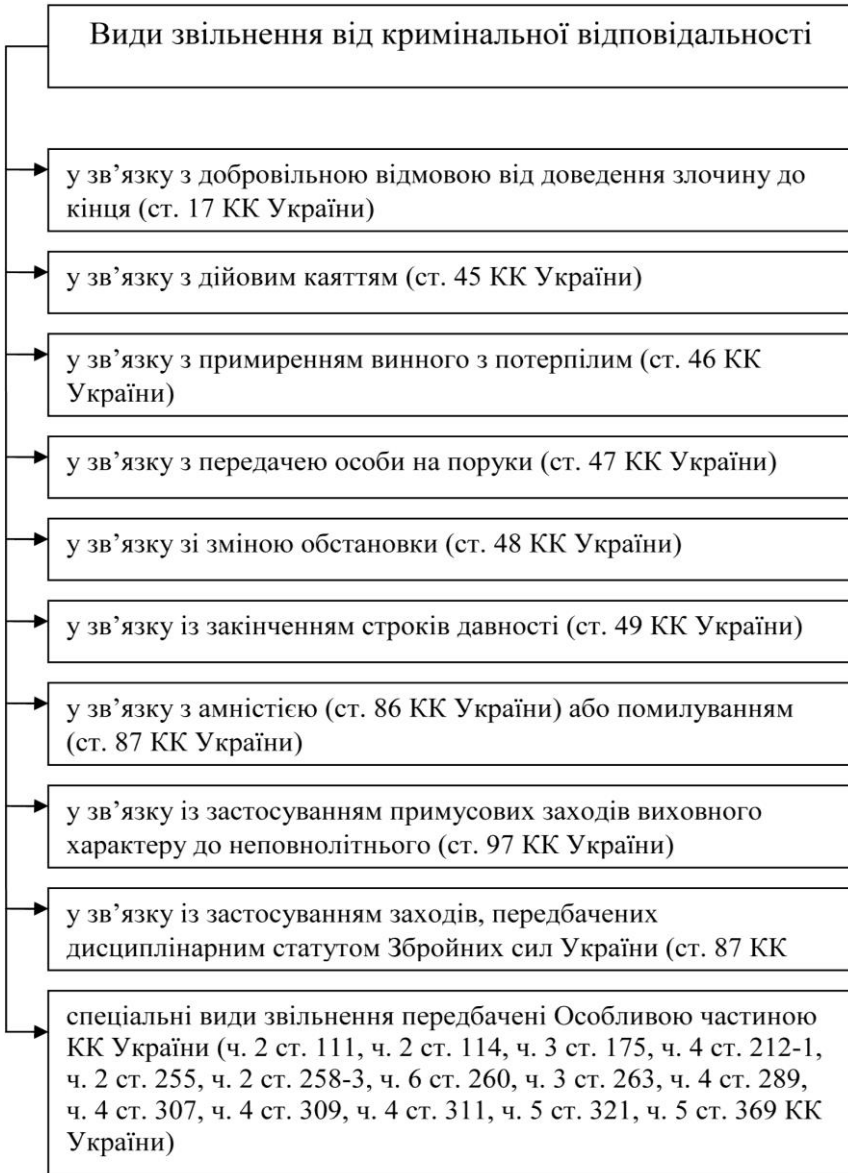 Види звільнення від кримінальної відповідальності
у зв’язку з добровільною відмовою від доведення злочину до
кінця (ст. 17 КК України)
у зв’язку з дійовим каяттям (ст. 45 КК України)
у зв’язку з примиренням винного з потерпілим (ст. 46 КК
України)
у зв’язку з передачею особи на поруки (ст. 47 КК України)
у зв’язку зі зміною обстановки (ст. 48 КК України)
у зв’язку із закінченням строків давності (ст. 49 КК України)
у зв’язку з амністією (ст. 86 КК України) або помилуванням
(ст. 87 КК України)
у зв’язку із застосуванням примусових заходів виховного
характеру до неповнолітнього (ст. 97 КК України)
у зв’язку із застосуванням заходів, передбачених
дисциплінарним статутом Збройних сил України (ст. 87 КК
спеціальні види звільнення передбачені Особливою частиною
КК України (ч. 2 ст. 111, ч. 2 ст. 114, ч. 3 ст. 175, ч. 4 ст. 212-1,
ч. 2 ст. 255, ч. 2 ст. 258-3, ч. 6 ст. 260, ч. 3 ст. 263, ч. 4 ст. 289,
ч. 4 ст. 307, ч. 4 ст. 309, ч. 4 ст. 311, ч. 5 ст. 321, ч. 5 ст. 369 КК
України)